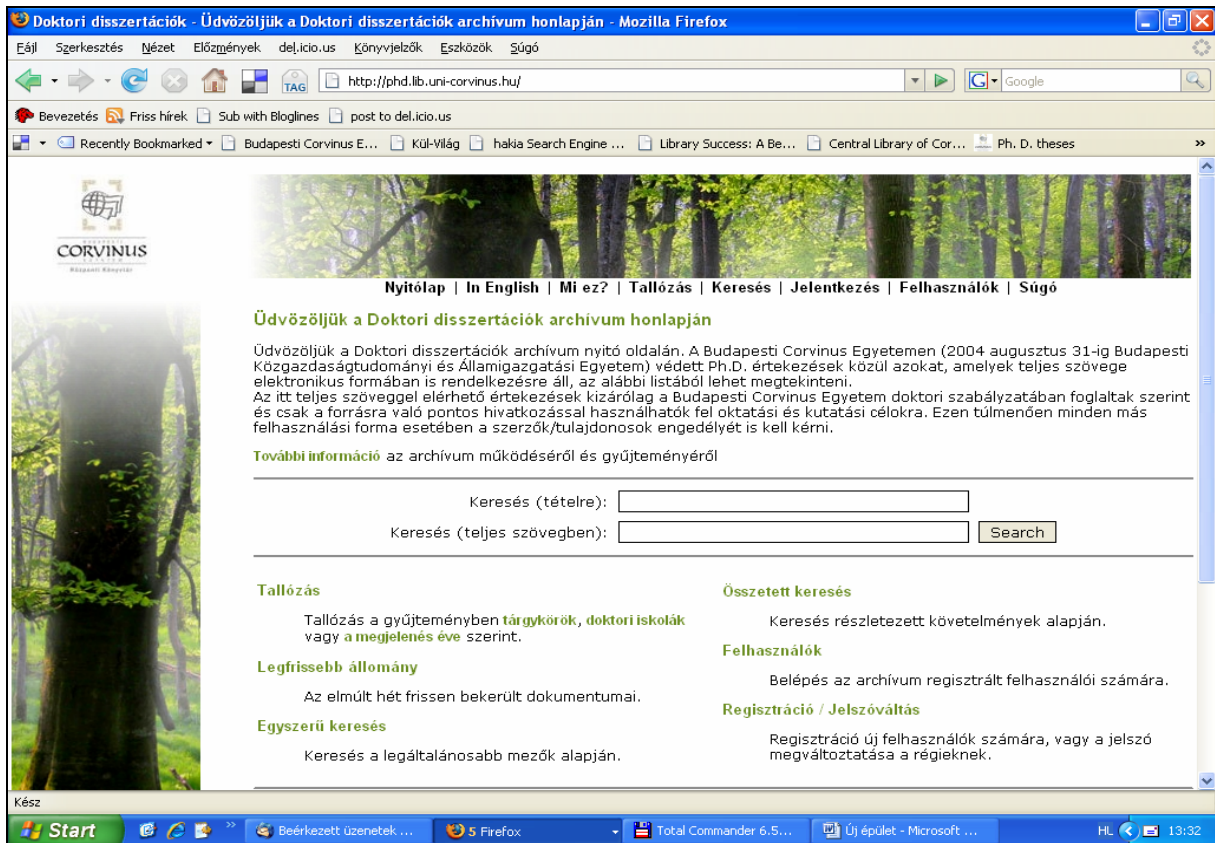 Doktori disszertációk - Üdvözöljük a Doktori disszertációk archívum honlapján - Mozilla Firefox
Fájl Szerkesztés Nézet Előzmények del.icio.us Könyvjelzők Eszközök Súgó
TAG http://phd.lib.uni-corvinus.hu/ G Google
Bevezetés Friss hírek Sub with Bloglines post to del.icio.us
Recently Bookmarked Budapesti Corvinus E... Kül-Világ hakia Search Engine ... Library Success: A Be... Central Library of Cor... Ph. D. theses »
BUDAPESTI
CORVINUS
EGYETEM
Központi Könyvtár
Nyitólap | In English | Mi ez? | Tallózás | Keresés | Jelentkezés | Felhasználók | Súgó
Üdvözöljük a Doktori disszertációk archívum honlapján
Üdvözöljük a Doktori disszertációk archívum nyitó oldalán. A Budapesti Corvinus Egyetemen (2004 augusztus 31-ig Budapesti
Közgazdaságtudományi és Államigazgatási Egyetem) védett Ph.D. értekezések közül azokat, amelyek teljes szövege
elektronikus formában is rendelkezésre áll, az alábbi listából lehet megtekinteni.
Az itt teljes szöveggel elérhető értekezések kizárólag a Budapesti Corvinus Egyetem doktori szabályzatában foglaltak szerint
és csak a forrásra való pontos hivatkozással használhatók fel oktatási és kutatási célokra. Ezen túlmenően minden más
felhasználási forma esetében a szerzők/tulajdonosok engedélyét is kell kérni.
További információ az archívum működéséről és gyűjteményéről
Keresés (tételre):
Keresés (teljes szövegben): Search
Tallózás
Tallózás a gyűjteményben tárgykörök, doktori iskolák
vagy a megjelenés éve szerint.
Legfrissebb állomány
Az elmúlt hét frissen bekerült dokumentumai.
Egyszerű keresés
Keresés a legáltalánosabb mezők alapján.
Összetett keresés
Keresés részletezett követelmények alapján.
Felhasználók
Belépés az archívum regisztrált felhasználói számára.
Regisztráció / Jelszóváltás
Regisztráció új felhasználók számára, vagy a jelszó
megváltoztatása a régieknek.
Kész
Start » Beérkezett üzenetek ... 5 Firefox Total Commander 6.5... Új épület - Microsoft ... HL 13:32